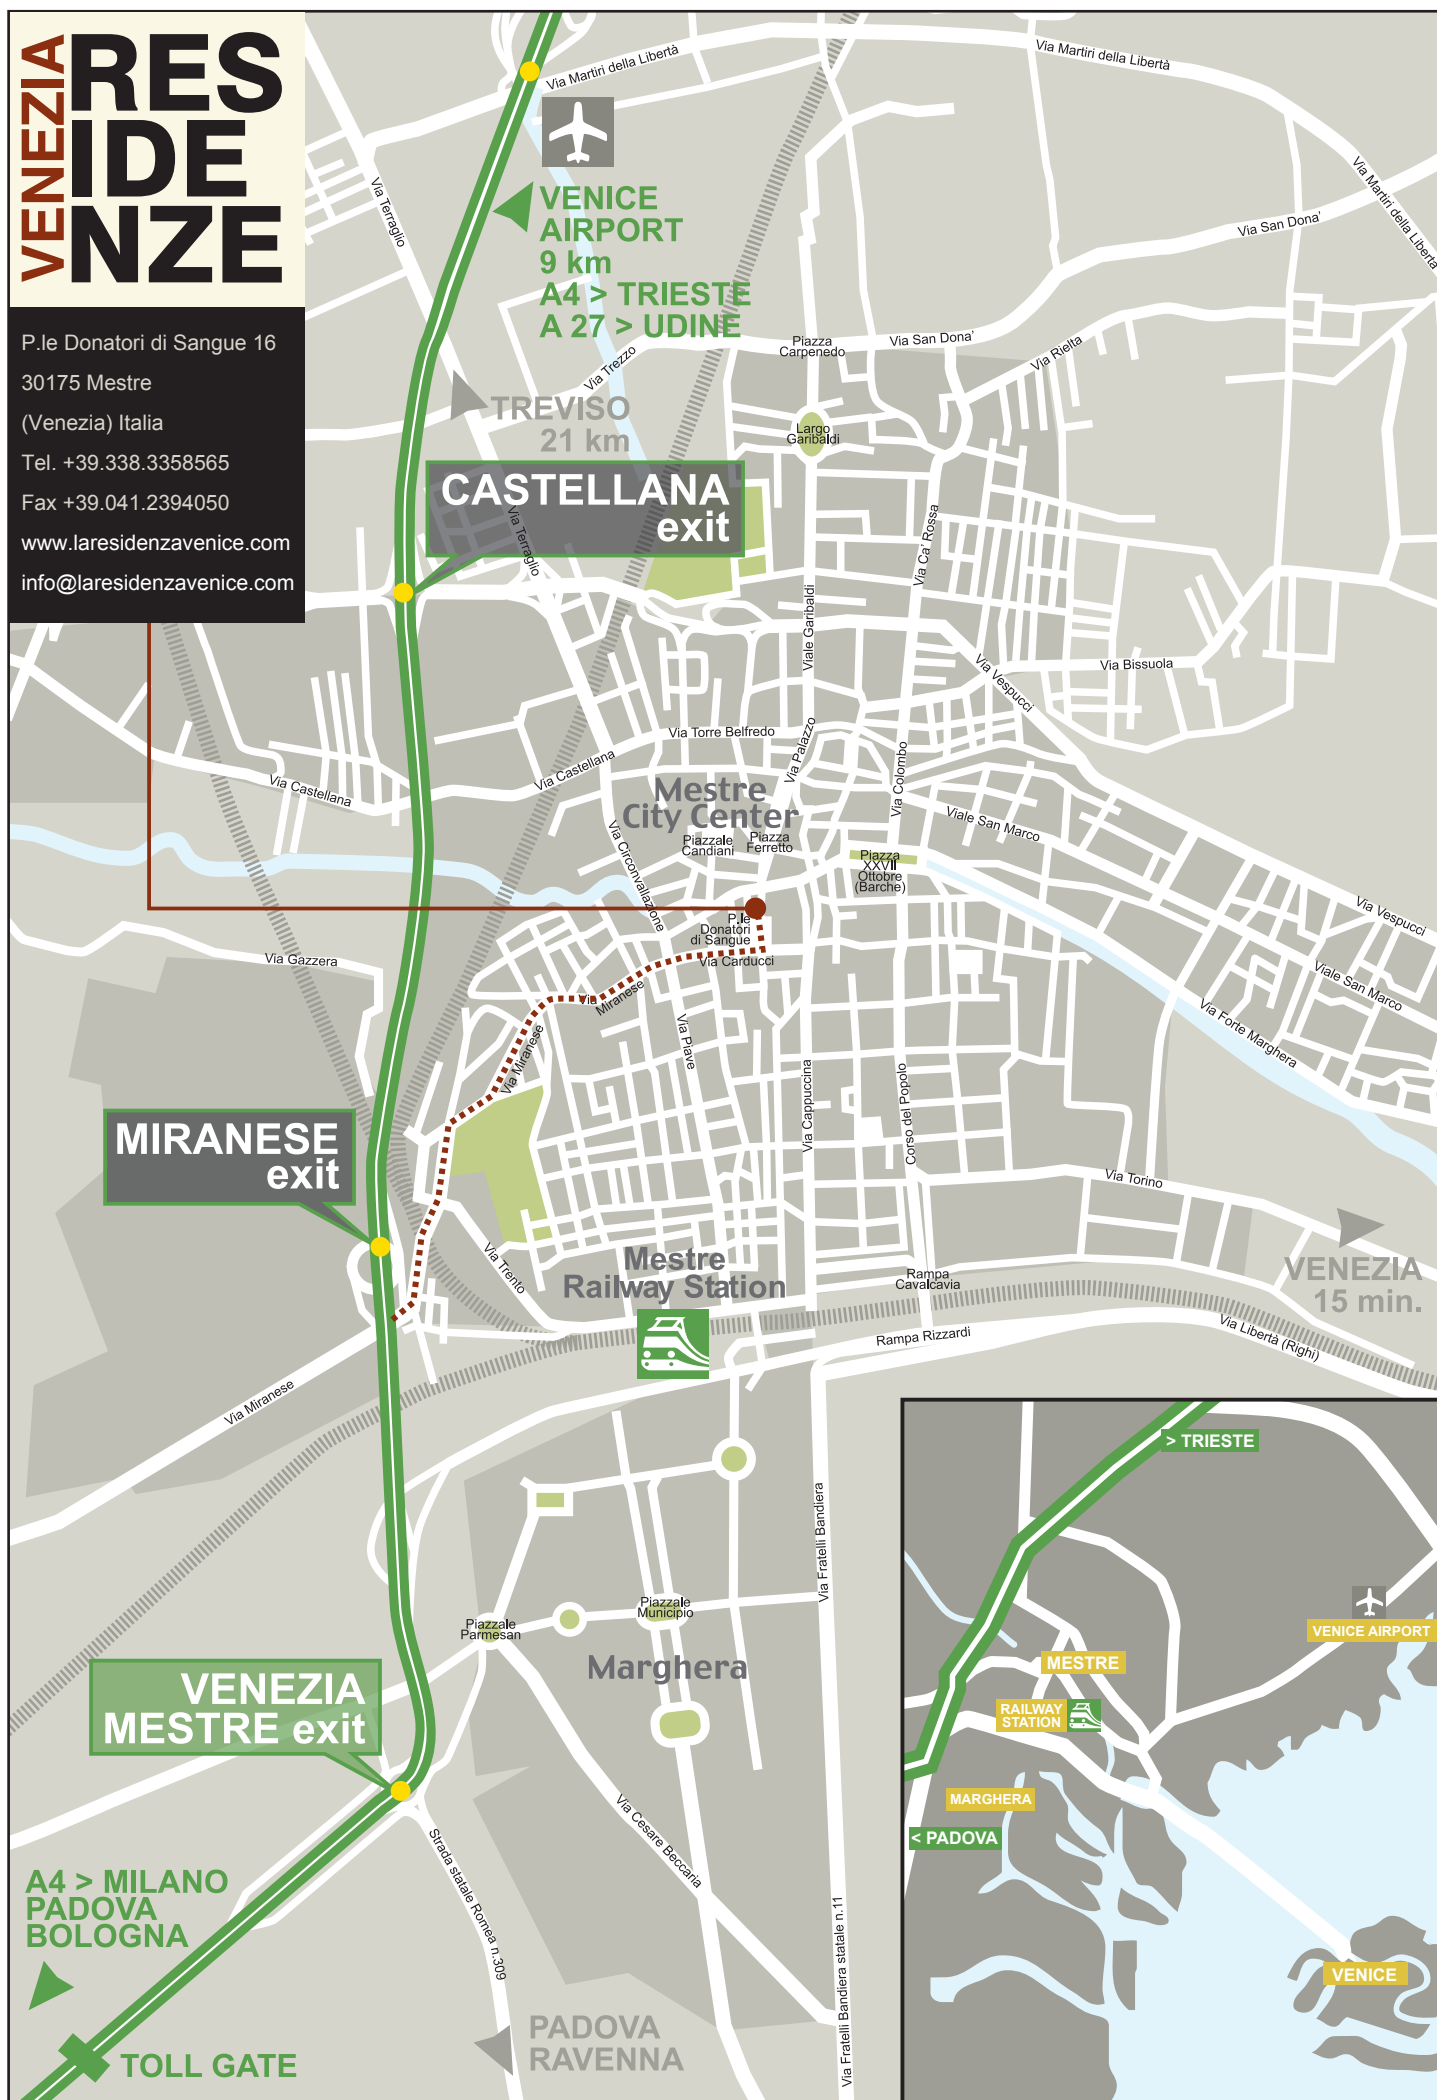 VENEZIA
RES
IDE
NZE
P.le Donatori di Sangue 16
30175 Mestre
(Venezia) Italia
Tel. +39.338.3358565
Fax +39.041.2394050
www.laresidenzavenice.com
info@laresidenzavenice.com
Via Martiri della Libertà
Via Martiri della Libertà
Via Martiri della Liberta
Via Terraglio
VENICE
AIRPORT
9 km
A4 > TRIESTE
A 27 > UDINE
Via San Dona'
Via San Dona'
Piazza
Carpenedo
Via Rielta
Via Trezzo
TREVISO
21 km
Largo
Garibaldi
CASTELLANA
exit
Via Terraglio
Via Ca' Rossa
Viale Garibaldi
Via Bissuola
Via Vespucci
Via Torre Belfredo
Via Palazzo
Via Castellana
Via Castellana
Via Colombo
Mestre
City Center
Viale San Marco
Piazzale
Candiani
Piazza
Ferretto
Via Circonvallazione
Piazza
XXVII
Ottobre
(Barche)
Via Vespucci
P.le
Donatori
di Sangue
Via Carducci
Via Gazzera
Viale San Marco
Via
Miranese
Via Forte Marghera
Via Miranese
Via Piave
Via Cappuccina
Corso del Popolo
MIRANESE
exit
Via Torino
Via Trento
Mestre
Railway Station
Rampa
Cavalcavia
VENEZIA
15 min.
Rampa Rizzardi
Via Libertà (Righi)
Via Miranese
Via Fratelli Bandiera
Piazzale
Municipio
Piazzale
Parmesan
Marghera
VENEZIA
MESTRE exit
Via Cesare Beccaria
Strada statale Romea n.309
Via Fratelli Bandiera statale n.11
A4 > MILANO
PADOVA
BOLOGNA
TOLL GATE
PADOVA
RAVENNA
> TRIESTE
VENICE AIRPORT
MESTRE
RAILWAY
STATION
MARGHERA
< PADOVA
VENICE